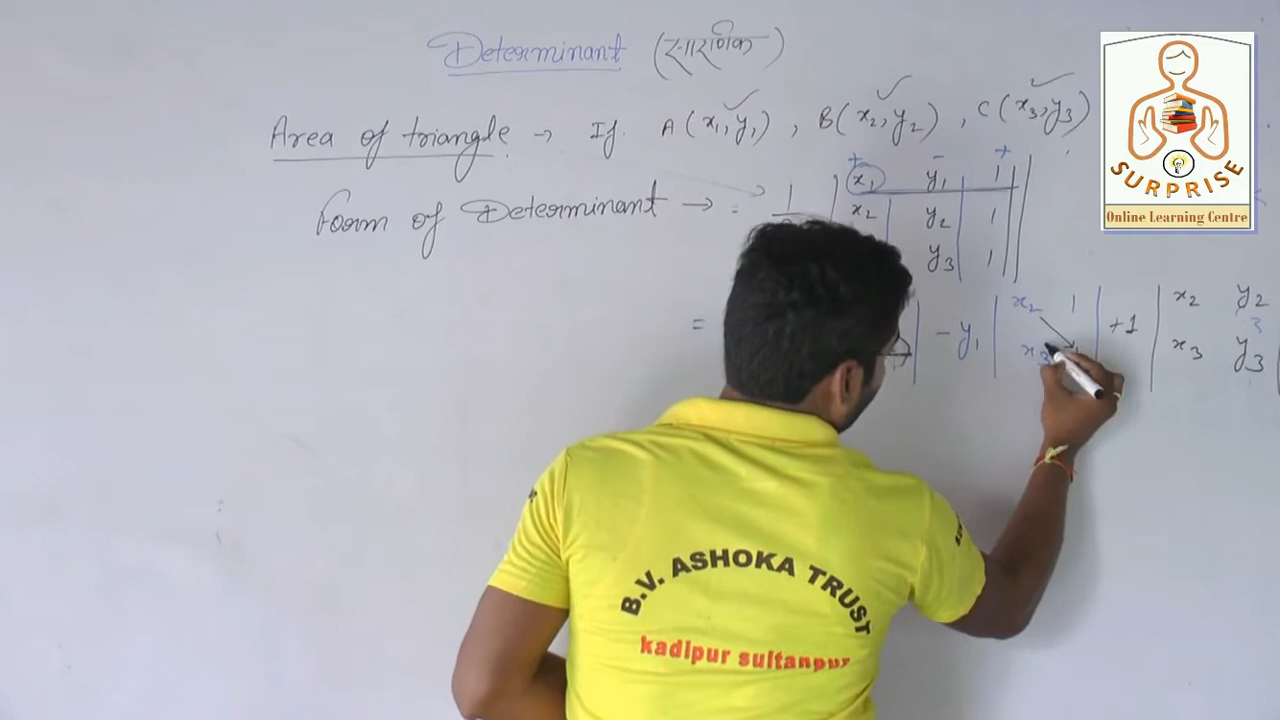 Determinant (सारणिक)
Area of triangle → If A(x₁,y₁), B(x₂,y₂), C(x₃,y₃)
+ - +
Form of Determinant → = 1 | x₁ y₁ 1 |
x₂ y₂ 1
y₃ 1
= | - y₁ | x₂ 1 | +1 | x₂ y₂
x₃ x₃ y₃
SURPRISE
Online Learning Centre
B.V. ASHOKA TRUST
kadipur sultanpur